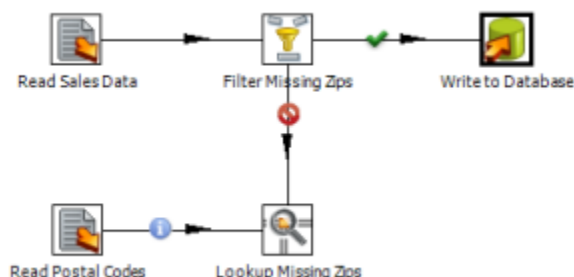 Read Sales Data
Filter Missing Zips
Write to Database
Read Postal Codes
Lookup Missing Zips